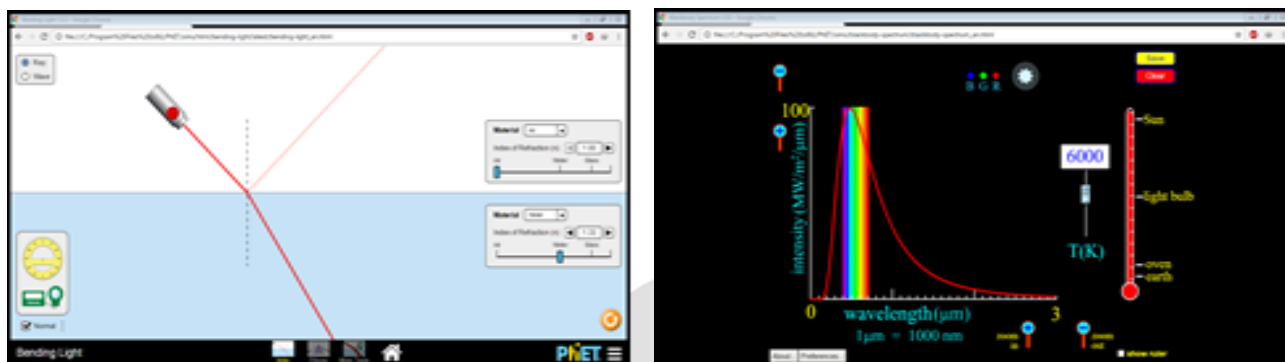 Ray
Wave
Material
Index of Refraction (n)
Air Water Glass
Material
Index of Refraction (n)
Air Water Glass
Normal
Bending Light
PhET
Save
Clear
B G R
100
intensity (MW/m²/μm)
6000
T(K)
Sun
light bulb
oven
earth
0
3
wavelength(μm)
1μm = 1000 nm
zoom in
zoom out
show ruler
About...
Preferences...